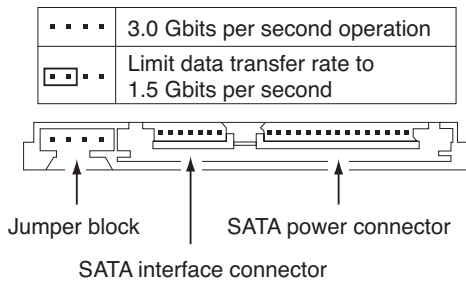 3.0 Gbits per second operation
Limit data transfer rate to
1.5 Gbits per second
Jumper block
SATA power connector
SATA interface connector